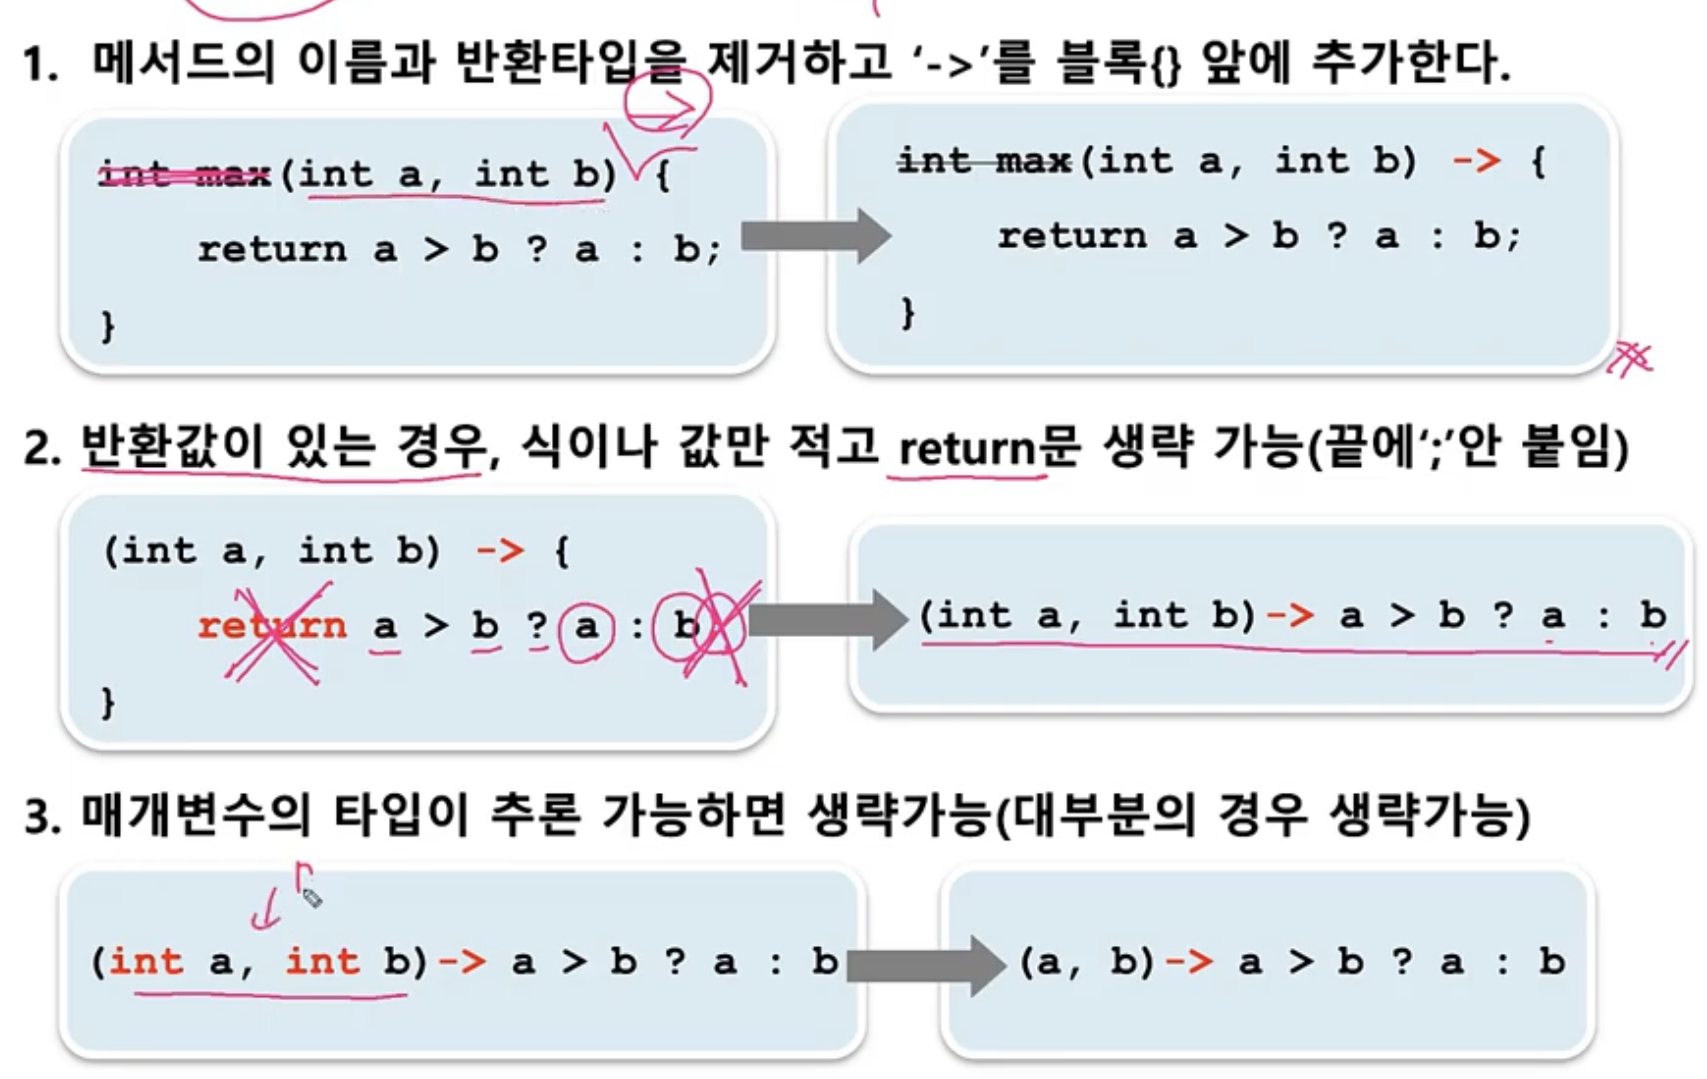 1. 메서드의 이름과 반환타입을 제거하고 ‘->’를 블록{} 앞에 추가한다.
int max(int a, int b) {
return a > b ? a : b;
}
int max(int a, int b) -> {
return a > b ? a : b;
}
2. 반환값이 있는 경우, 식이나 값만 적고 return문 생략 가능(끝에‘;’안 붙임)
(int a, int b) -> {
return a > b ? a : b
}
(int a, int b)-> a > b ? a : b
3. 매개변수의 타입이 추론 가능하면 생략가능(대부분의 경우 생략가능)
(int a, int b)-> a > b ? a : b
(a, b)-> a > b ? a : b